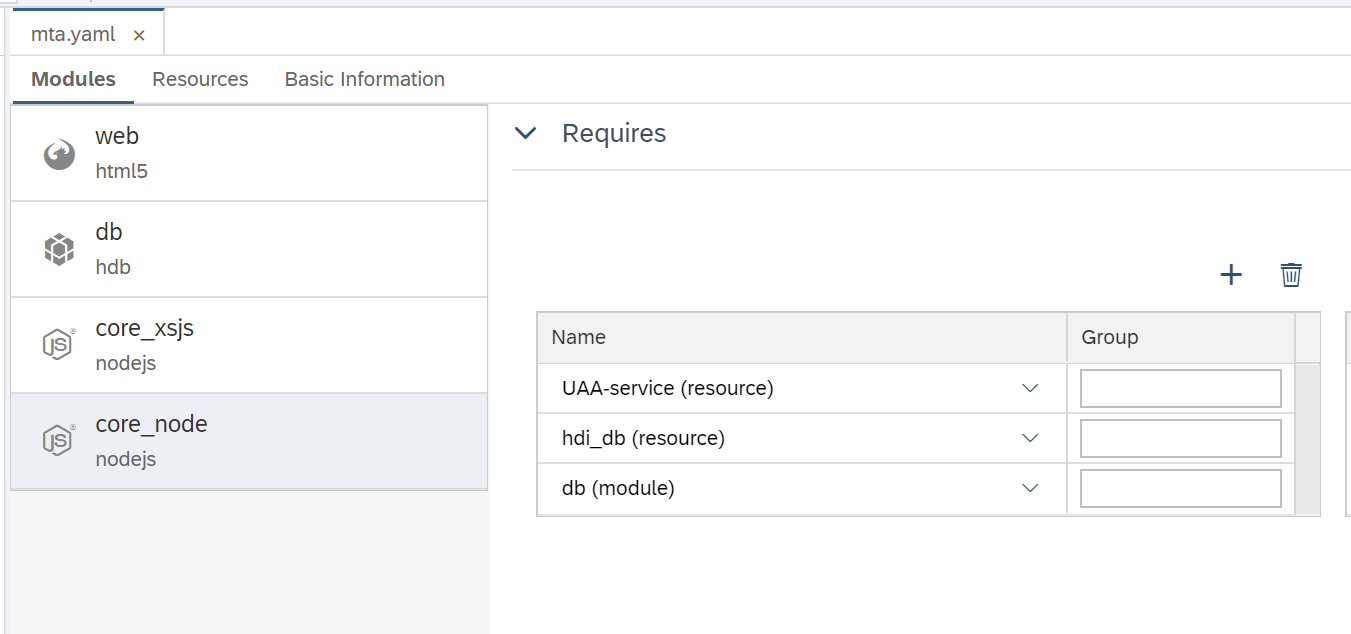 mta.yaml ×
Modules Resources Basic Information
web
html5
db
hdb
core_xsjs
nodejs
core_node
nodejs
Requires
Name Group
UAA-service (resource)
hdi_db (resource)
db (module)